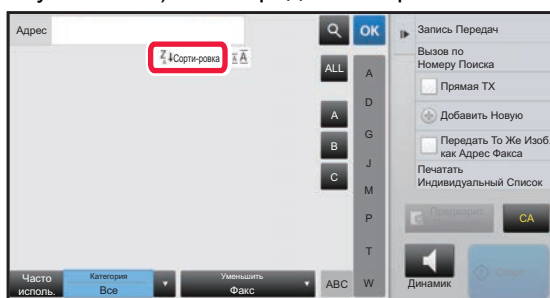 Адрес
OK
Сорти-ровка
ALL
A
B
C
A
D
G
J
M
P
T
W
ABC
Часто
исполь.
Категория
Все
Уменьшить
Факс
Запись Передач
Вызов по
Номеру Поиска
Прямая TX
Добавить Новую
Передать То Же Изоб.
как Адрес Факса
Печатать
Индивидуальный Список
CA
Динамик
Старт